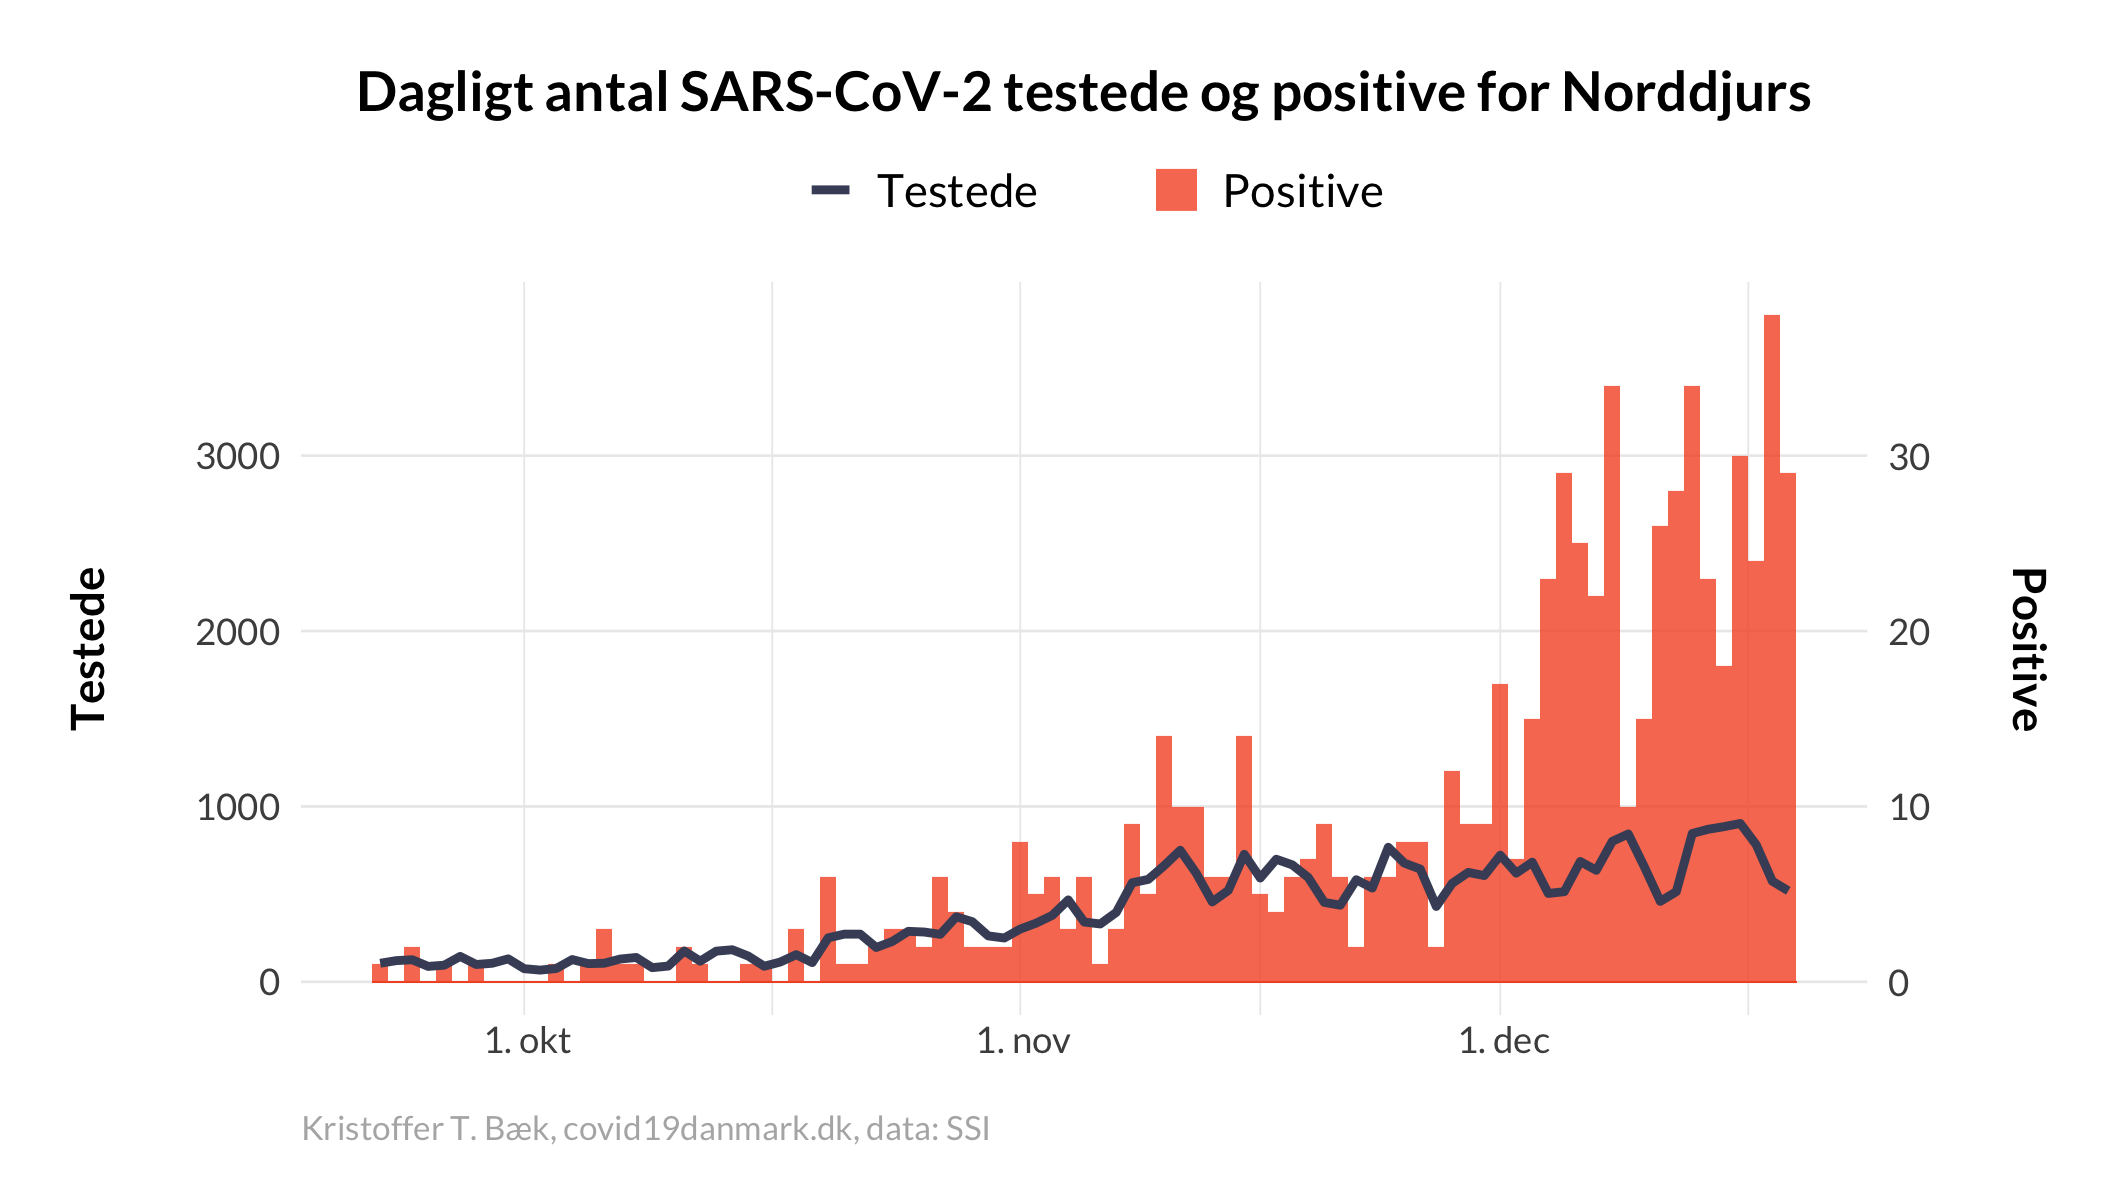 Dagligt antal SARS-CoV-2 testede og positive for Norddjurs
Testede
Positive
3000
2000
1000
0
Testede
30
20
10
0
Positive
1. okt
1. nov
1. dec
Kristoffer T. Bæk, covid19danmark.dk, data: SSI